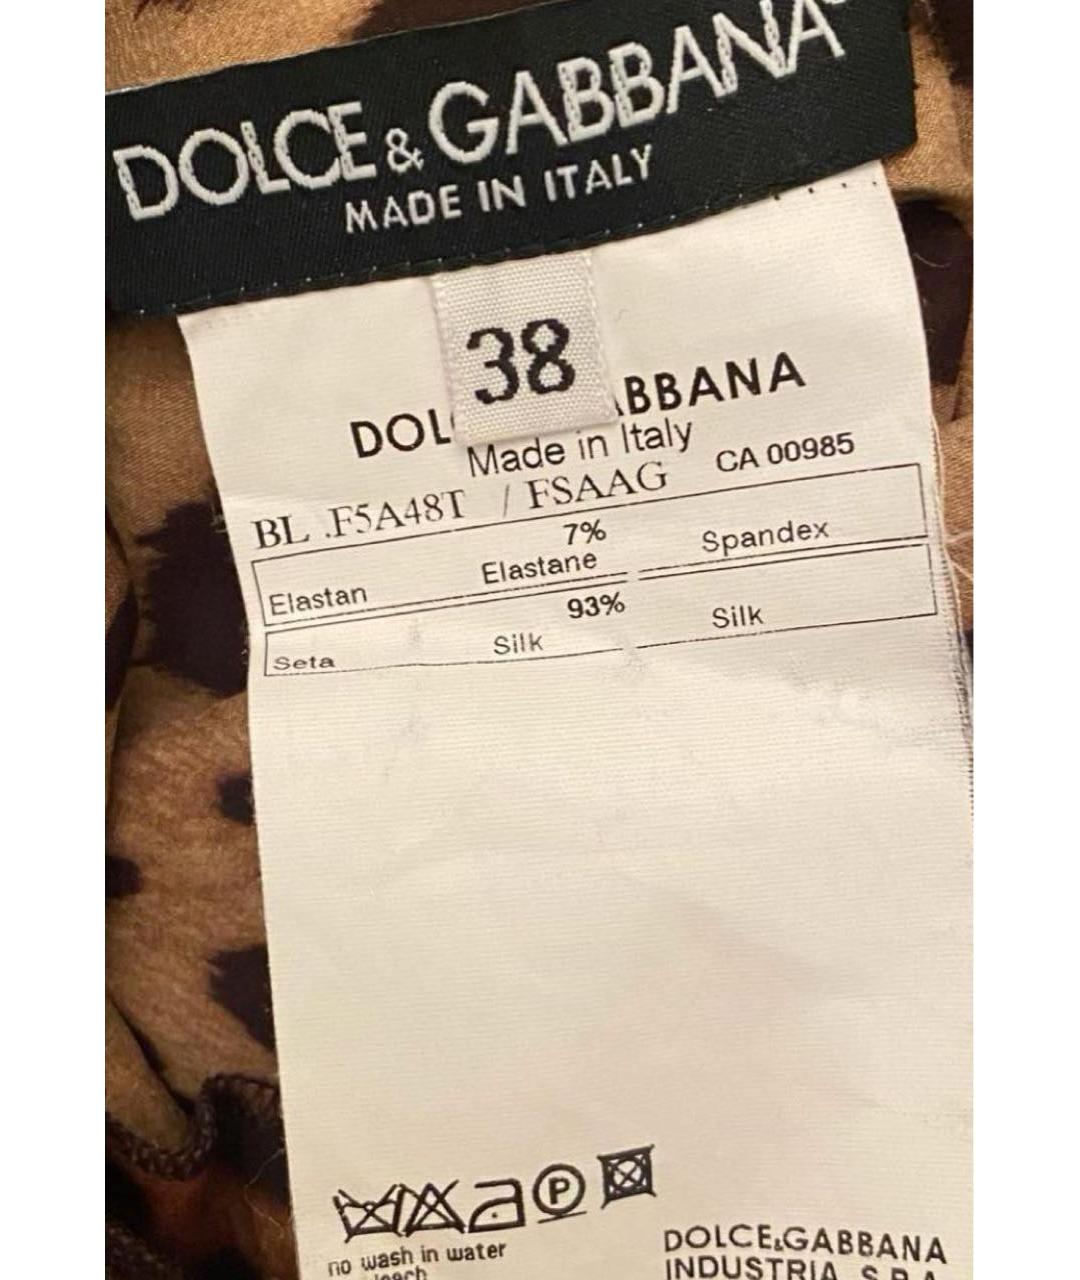 DOLCE & GABBANA
MADE IN ITALY
38
DOL ABBANA
Made in Italy
CA 00985
BL .F5A48T / FSAAG
7%
Elastan Elastane Spandex
93%
Seta Silk Silk
P
no wash in water
DOLCE&GABBANA
INDUSTRIA S.P.A.